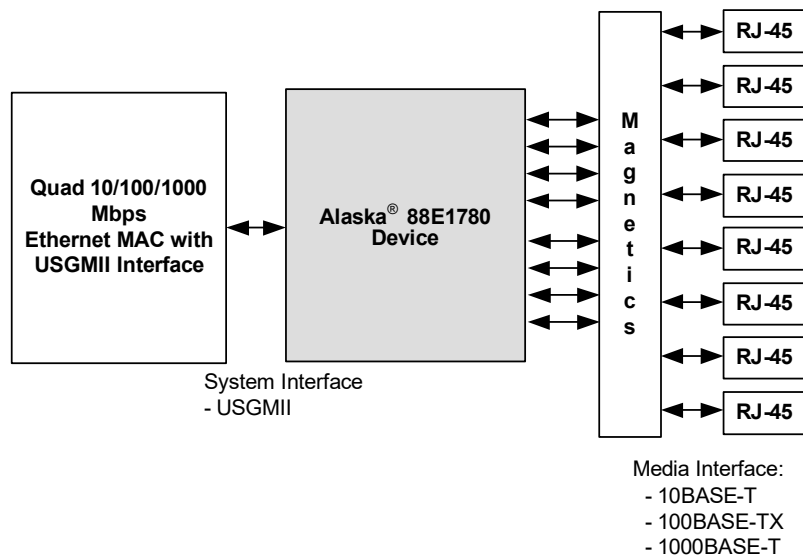 Quad 10/100/1000
Mbps
Ethernet MAC with
USGMII Interface
Alaska® 88E1780
Device
System Interface
- USGMII
M
a
g
n
e
t
i
c
s
RJ-45
RJ-45
RJ-45
RJ-45
RJ-45
RJ-45
RJ-45
RJ-45
Media Interface:
- 10BASE-T
- 100BASE-TX
- 1000BASE-T